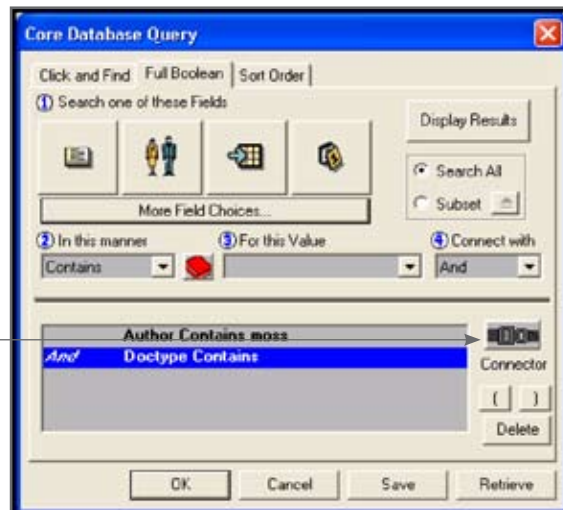 Core Database Query
Click and Find Full Boolean Sort Order
1 Search one of these Fields
Display Results
Search All
Subset
More Field Choices...
2 In this manner 3 For this Value 4 Connect with
Contains And
Author Contains moss
And Doctype Contains
Connector
( )
Delete
OK Cancel Save Retrieve